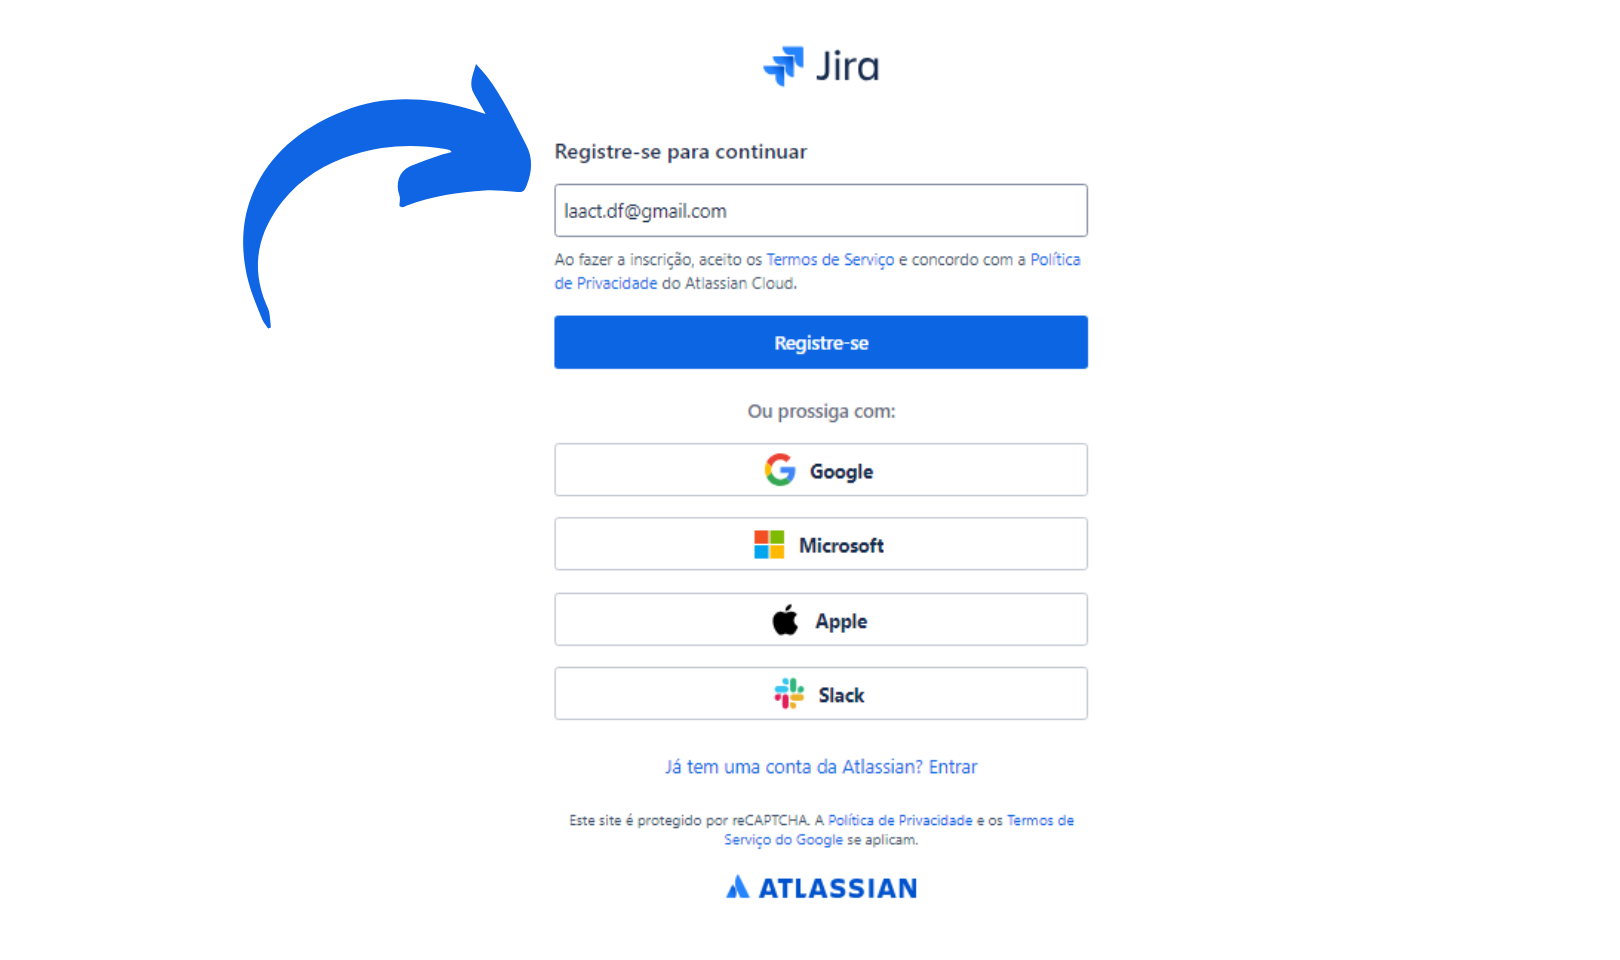 Jira
Registre-se para continuar
laact.df@gmail.com
Ao fazer a inscrição, aceito os Termos de Serviço e concordo com a Política
de Privacidade do Atlassian Cloud.
Registre-se
Ou prossiga com:
Google
Microsoft
Apple
Slack
Já tem uma conta da Atlassian? Entrar
Este site é protegido por reCAPTCHA. A Política de Privacidade e os Termos de
Serviço do Google se aplicam.
ATLASSIAN